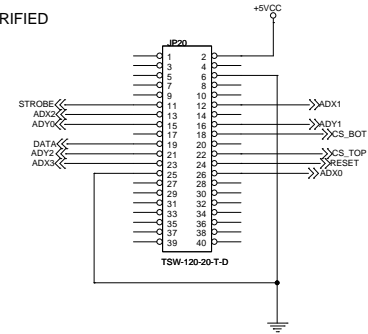 +5VCC
RIFIED
JP20
1 2
3 4
5 6
7 8
9 10
STROBE 11 12 ADX1
ADX2 13 14
ADY0 15 16 ADY1
17 18 CS_BOT
DATA 19 20
ADY2 21 22 CS_TOP
ADX3 23 24 RESET
25 26 ADX0
27 28
29 30
31 32
33 34
35 36
37 38
39 40
TSW-120-20-T-D